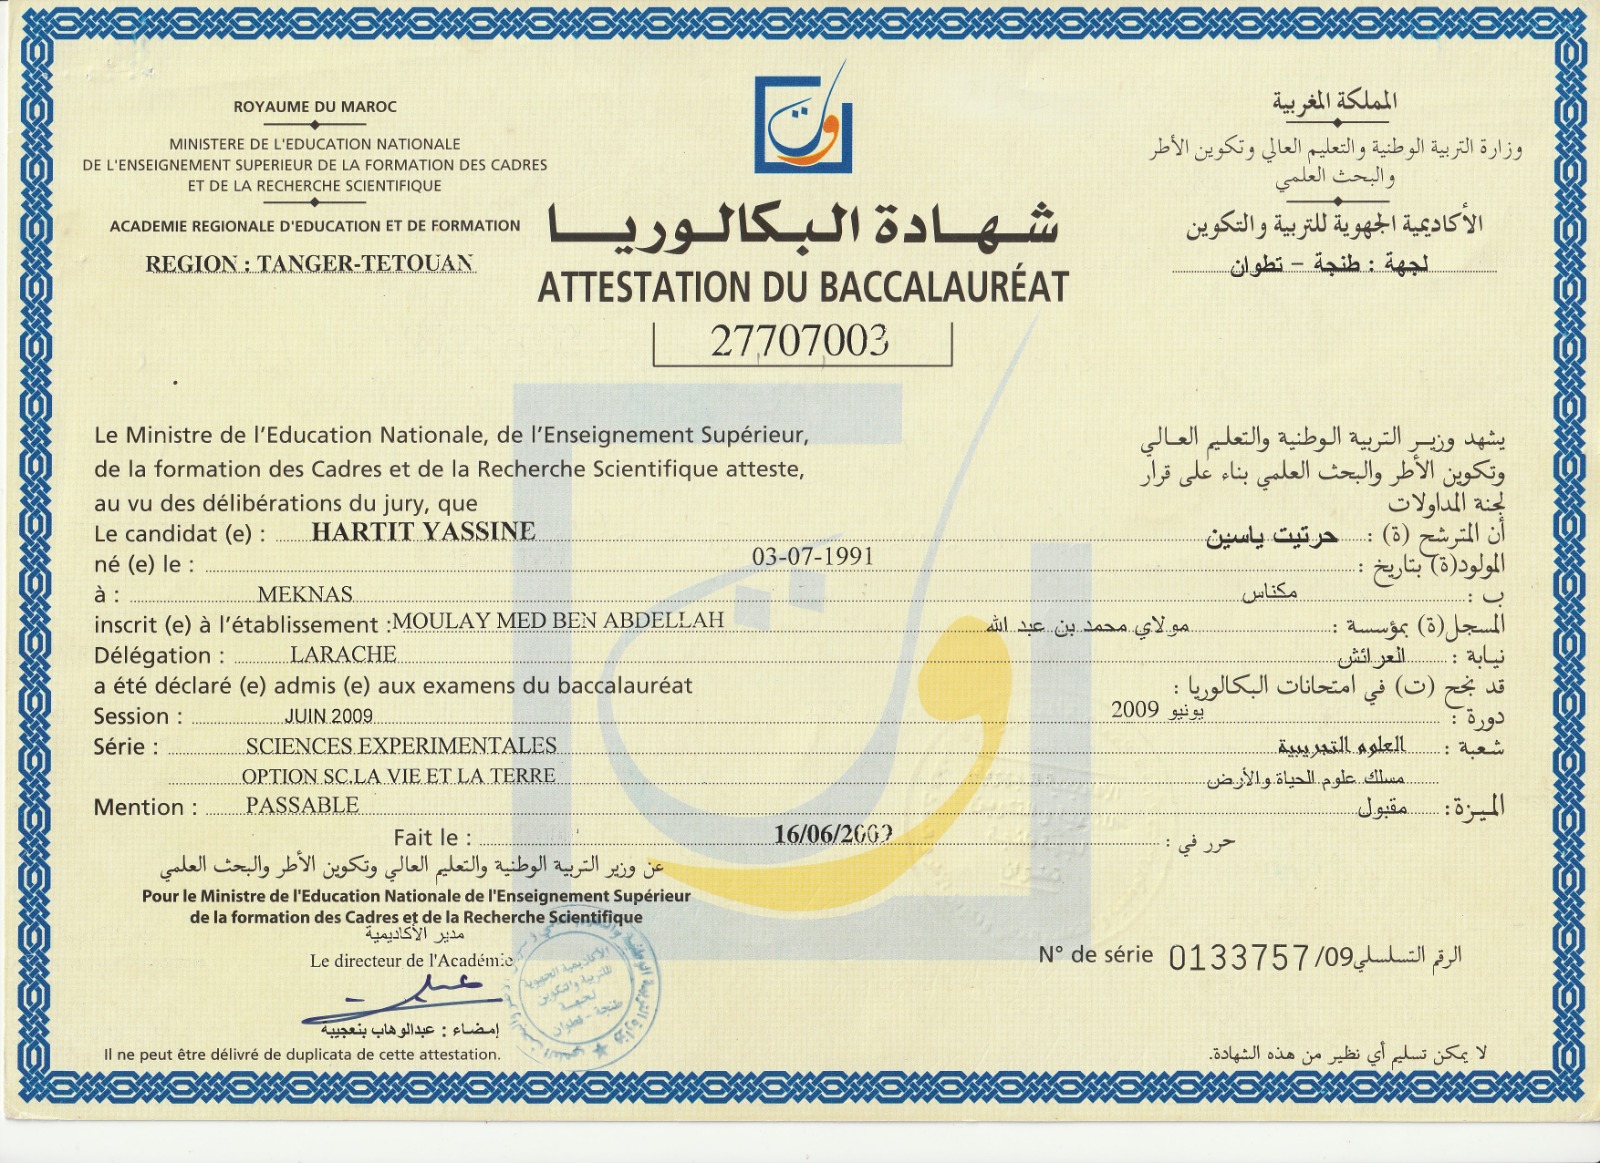 ROYAUME DU MAROC
MINISTERE DE L'EDUCATION NATIONALE
DE L'ENSEIGNEMENT SUPERIEUR DE LA FORMATION DES CADRES
ET DE LA RECHERCHE SCIENTIFIQUE
ACADEMIE REGIONALE D'EDUCATION ET DE FORMATION
REGION : TANGER-TETOUAN
المملكة المغربية
وزارة التربية الوطنية والتعليم العالي وتكوين الأطر
والبحث العلمي
الأكاديمية الجهوية للتربية والتكوين
لجهة : طنجة - تطوان
شهادة البكالوريا
ATTESTATION DU BACCALAURÉAT
27707003
Le Ministre de l'Education Nationale, de l'Enseignement Supérieur,
de la formation des Cadres et de la Recherche Scientifique atteste,
au vu des délibérations du jury, que
يشهد وزير التربية الوطنية والتعليم العالي
وتكوين الأطر والبحث العلمي بناء على قرار
لجنة المداولات
Le candidat (e) : HARTIT YASSINE
أن المترشح (ة) : حرتيت ياسين
né (e) le : 03-07-1991 المولود(ة) بتاريخ :
à : MEKNAS
ب : مكناس
inscrit (e) à l'établissement : MOULAY MED BEN ABDELLAH
المسجل(ة) بمؤسسة : مولاي محمد بن عبد الله
Délégation : LARACHE
نيابة : العرائش
a été déclaré (e) admis (e) aux examens du baccalauréat
قد نجح (ت) في امتحانات البكالوريا :
Session : JUIN 2009
دورة : يونيو 2009
Série : SCIENCES EXPERIMENTALES
شعبة : العلوم التجريبية
OPTION SC.LA VIE ET LA TERRE
مسلك علوم الحياة والأرض
Mention : PASSABLE
الميزة : مقبول
Fait le : 16/06/2009 حرر في :
عن وزير التربية الوطنية والتعليم العالي وتكوين الأطر والبحث العلمي
Pour le Ministre de l'Education Nationale de l'Enseignement Supérieur
de la formation des Cadres et de la Recherche Scientifique
مدير الأكاديمية
Le directeur de l'Académie
الأكاديمية الجهوية
للتربية والتكوين
لجهة
طنجة - تطوان
إمضاء : عبدالوهاب بنعجيبة
N° de série 0133757/09 الرقم التسلسلي
Il ne peut être délivré de duplicata de cette attestation.
لا يمكن تسليم أي نظير من هذه الشهادة.